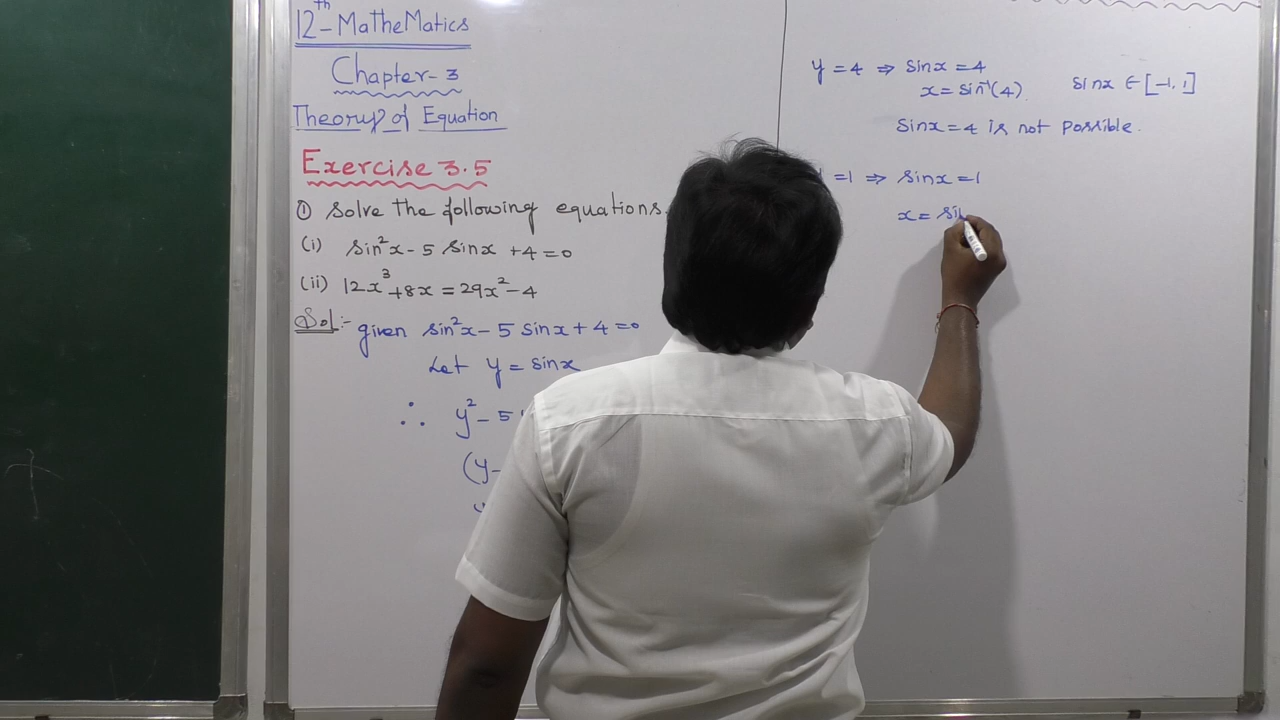 12th-Mathematics
Chapter-3
Theory of Equation
Exercise 3.5
① Solve the following equations.
(i) sin²x - 5 sinx + 4 = 0
(ii) 12x³ + 8x = 29x² - 4
Sol:- given sin²x - 5 sinx + 4 = 0
Let y = sinx
∴ y² - 5
(y-
y = 4 ⇒ sinx = 4
x = sin⁻¹(4) sinx ∈ [-1, 1]
sinx = 4 is not possible.
= 1 ⇒ sinx = 1
x = sin